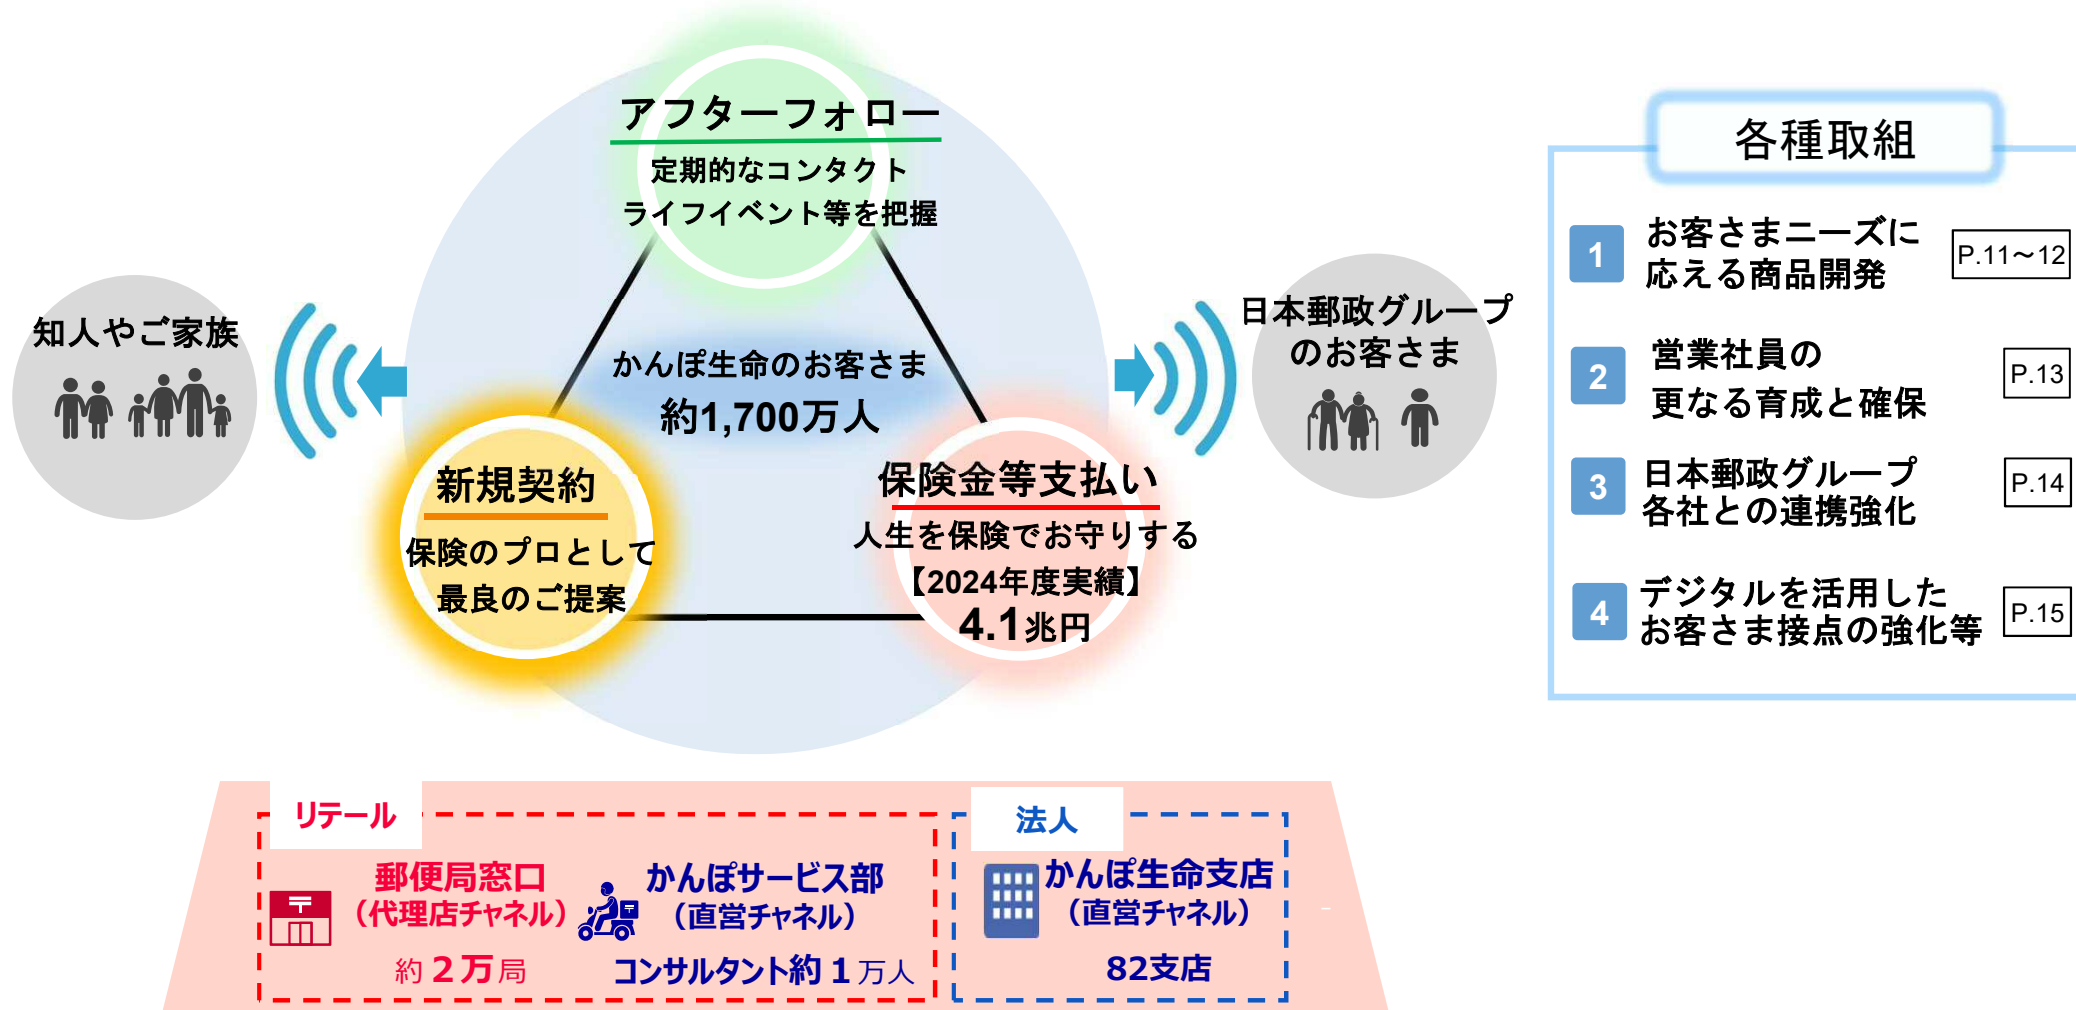 アフターフォロー
定期的なコンタクト
ライフイベント等を把握
知人やご家族
かんぽ生命のお客さま
約1,700万人
日本郵政グループ
のお客さま
新規契約
保険のプロとして
最良のご提案
保険金等支払い
人生を保険でお守りする
【2024年度実績】
4.1兆円
各種取組
1
お客さまニーズに
応える商品開発
P.11～12
2
営業社員の
更なる育成と確保
P.13
3
日本郵政グループ
各社との連携強化
P.14
4
デジタルを活用した
お客さま接点の強化等
P.15
リテール
郵便局窓口
（代理店チャネル）
約２万局
かんぽサービス部
（直営チャネル）
コンサルタント約１万人
法人
かんぽ生命支店
（直営チャネル）
82支店